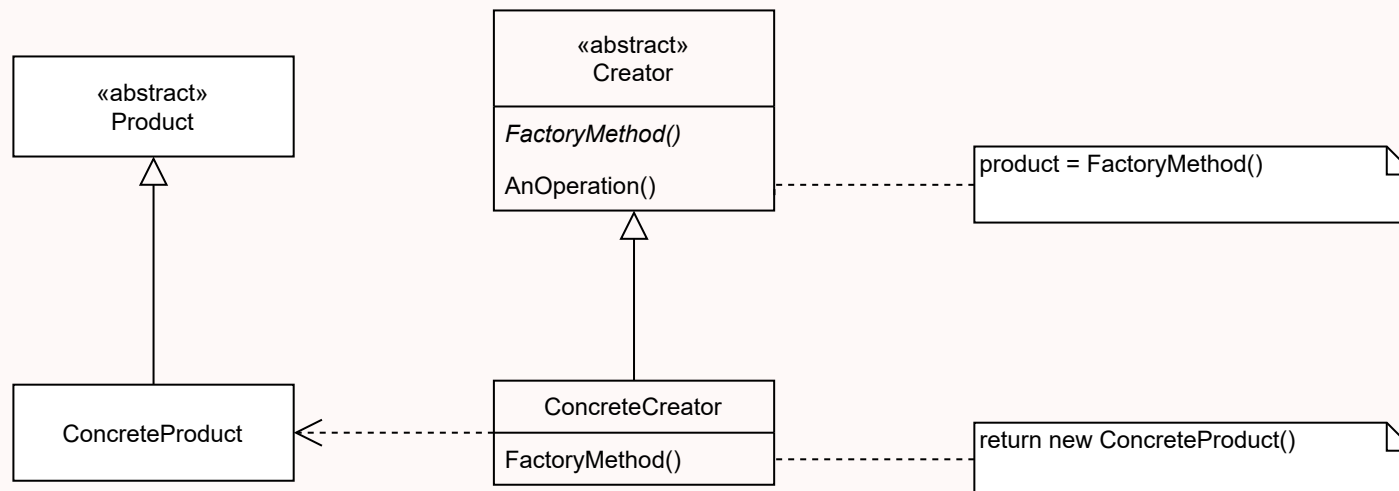 «abstract»
Product
«abstract»
Creator
FactoryMethod()
AnOperation()
product = FactoryMethod()
ConcreteProduct
ConcreteCreator
FactoryMethod()
return new ConcreteProduct()